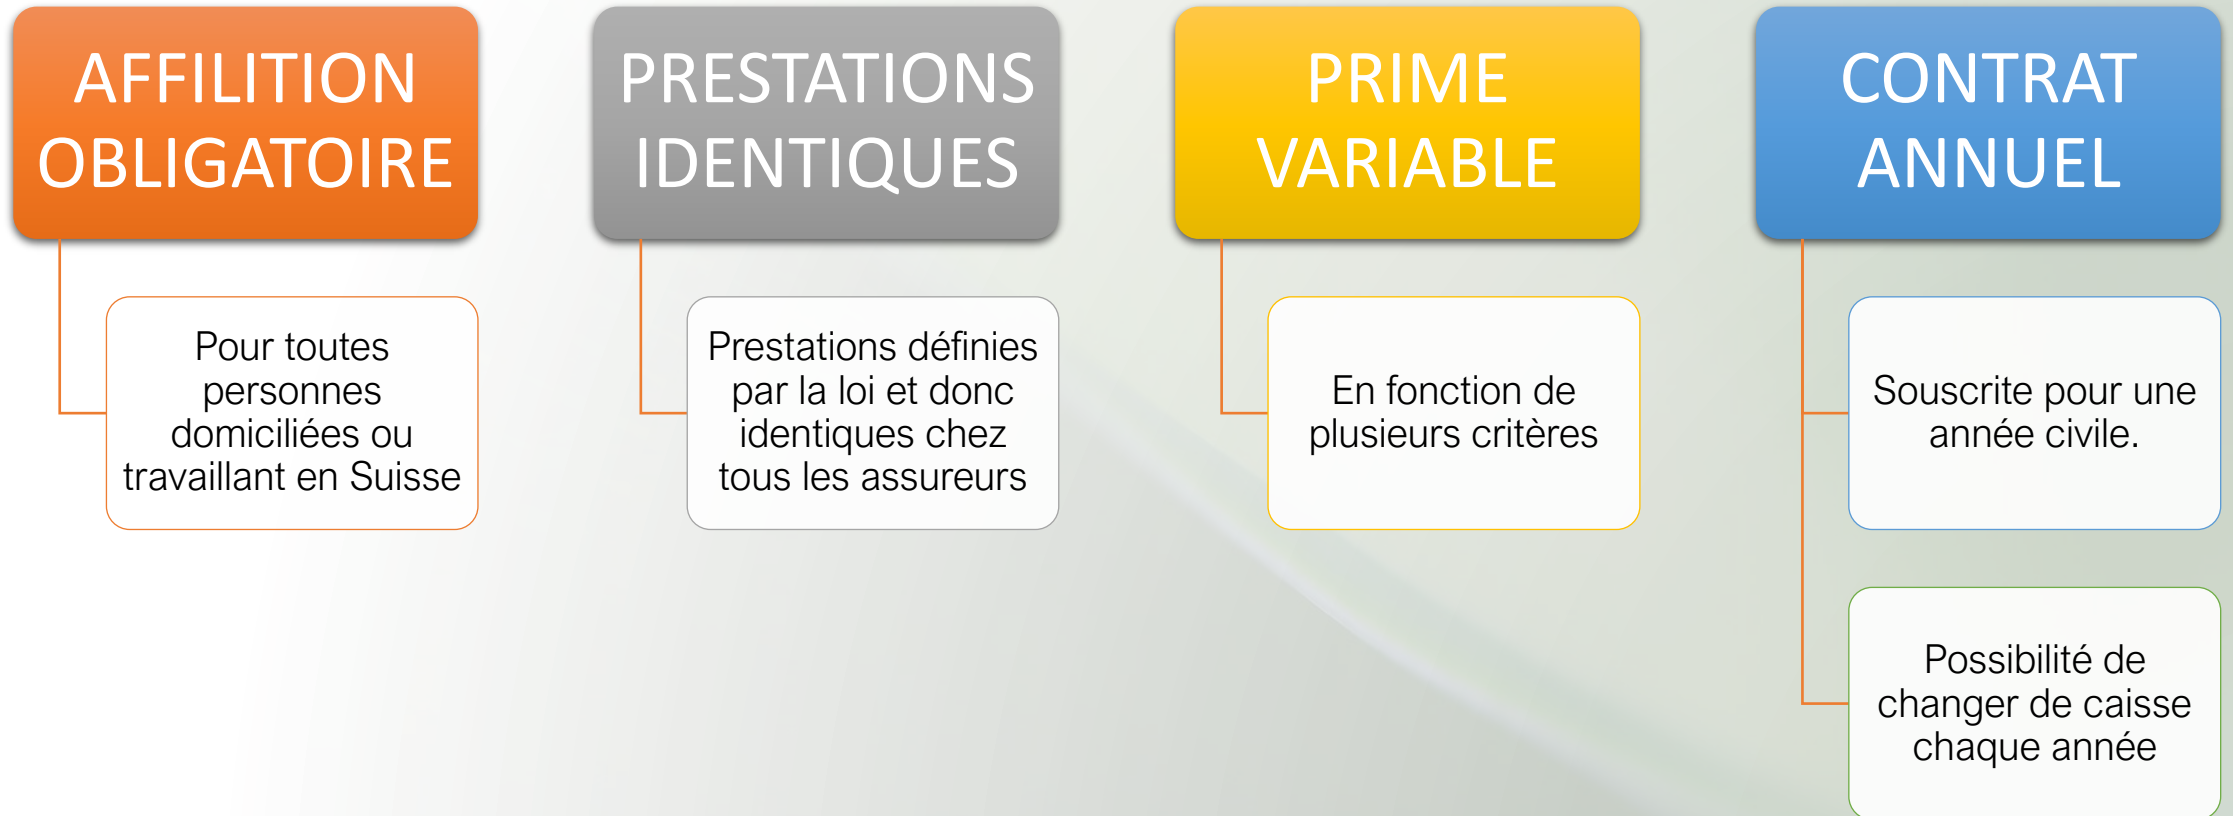 AFFILITION
OBLIGATOIRE
Pour toutes
personnes
domiciliées ou
travaillant en Suisse
PRESTATIONS
IDENTIQUES
Prestations définies
par la loi et donc
identiques chez
tous les assureurs
PRIME
VARIABLE
En fonction de
plusieurs critères
CONTRAT
ANNUEL
Souscrite pour une
année civile.
Possibilité de
changer de caisse
chaque année